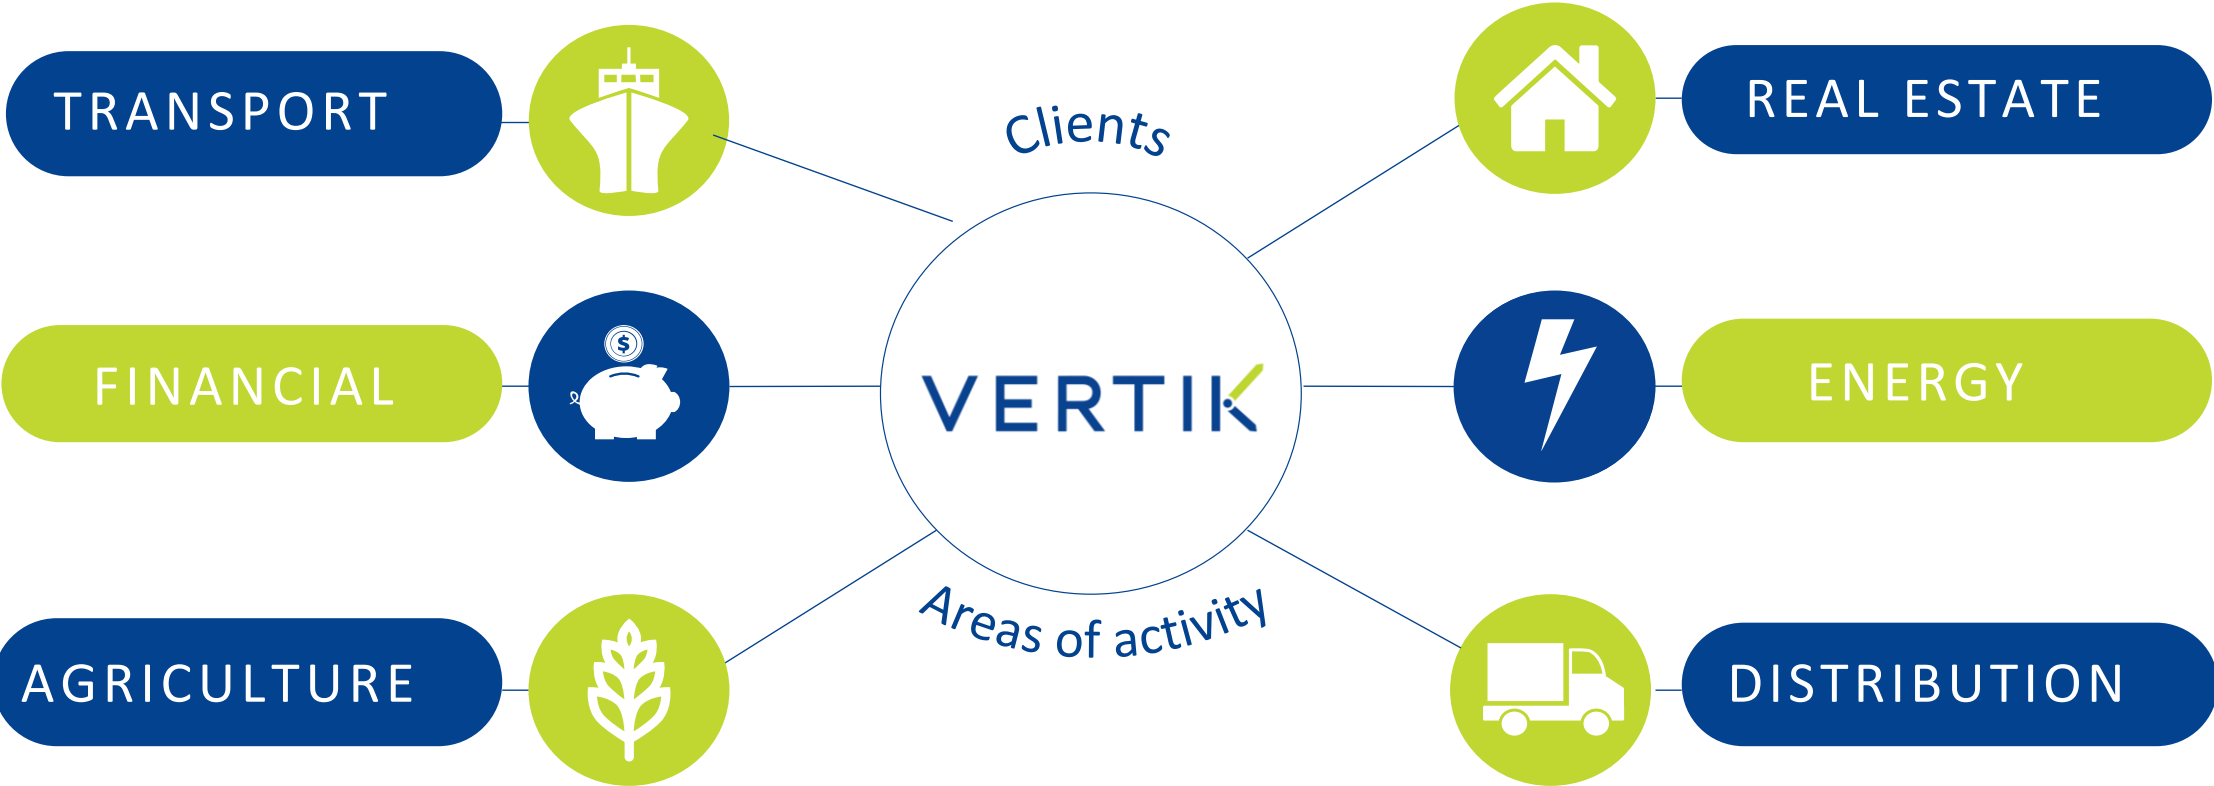 TRANSPORT
Clients
REAL ESTATE
FINANCIAL
$
VERTIK
ENERGY
AGRICULTURE
Areas of activity
DISTRIBUTION